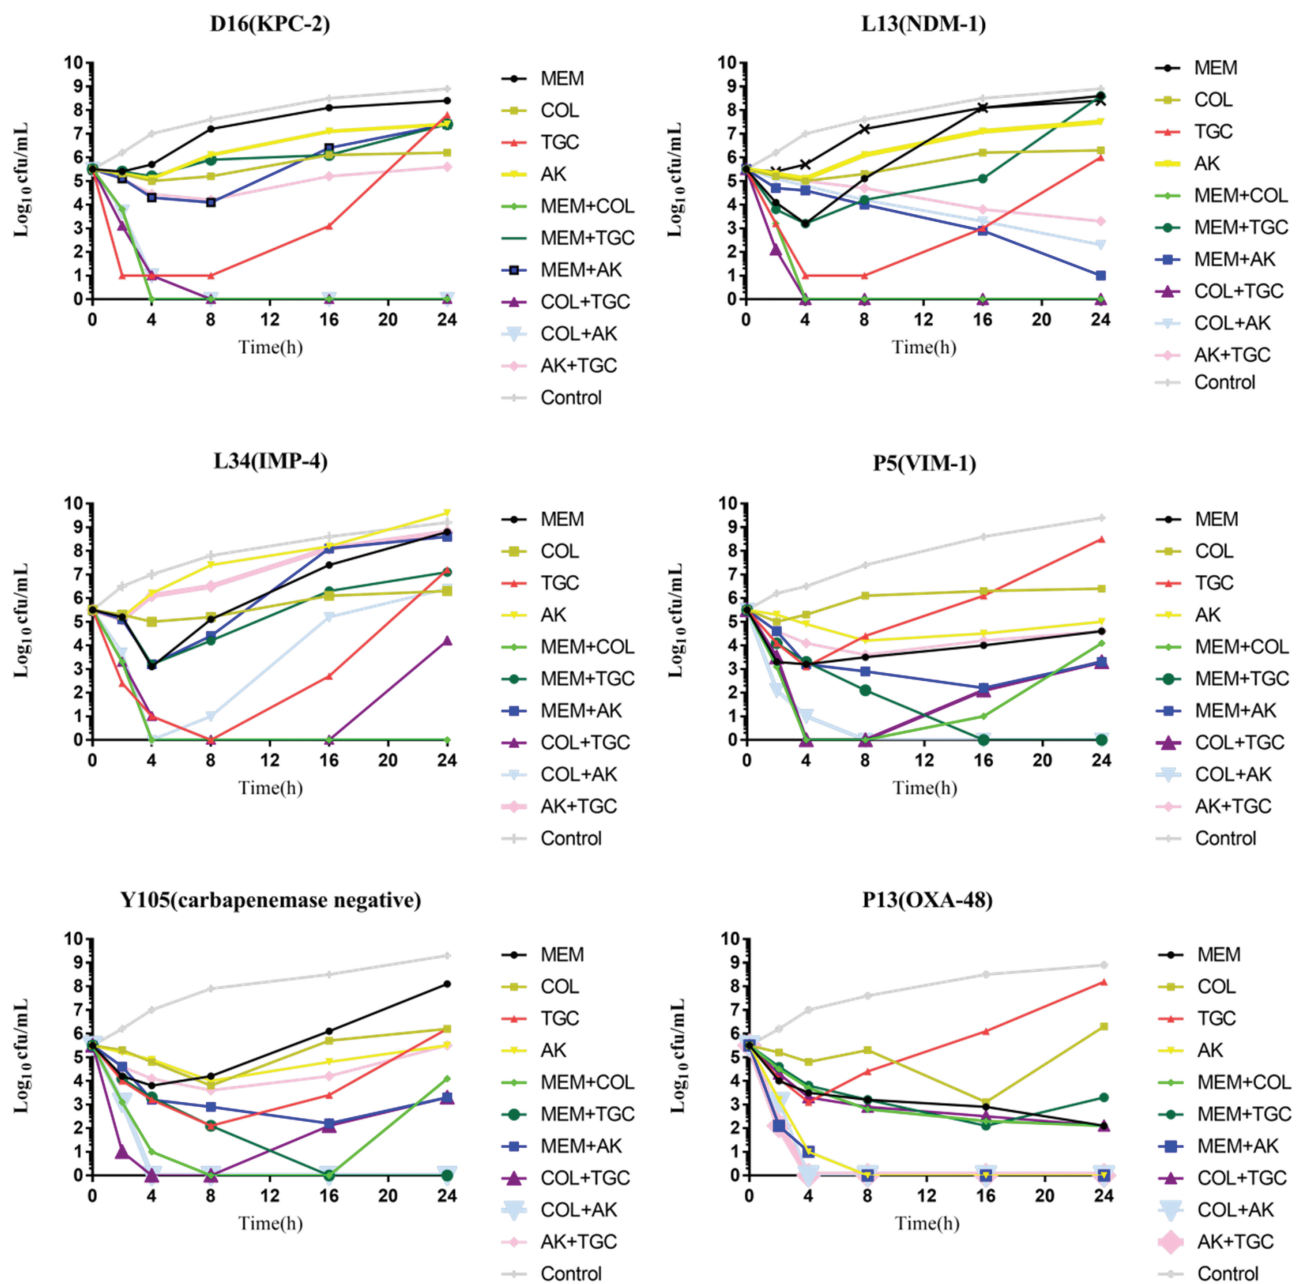 D16(KPC-2)
Log10 cfu/mL
10
9
8
7
6
5
4
3
2
1
0
0 4 8 12 16 20 24
Time(h)
MEM
COL
TGC
AK
MEM+COL
MEM+TGC
MEM+AK
COL+TGC
COL+AK
AK+TGC
Control
L13(NDM-1)
Log10 cfu/mL
10
9
8
7
6
5
4
3
2
1
0
0 4 8 12 16 20 24
Time(h)
MEM
COL
TGC
AK
MEM+COL
MEM+TGC
MEM+AK
COL+TGC
COL+AK
AK+TGC
Control
L34(IMP-4)
Log10 cfu/mL
10
9
8
7
6
5
4
3
2
1
0
0 4 8 12 16 20 24
Time(h)
MEM
COL
TGC
AK
MEM+COL
MEM+TGC
MEM+AK
COL+TGC
COL+AK
AK+TGC
Control
P5(VIM-1)
Log10 cfu/mL
10
9
8
7
6
5
4
3
2
1
0
0 4 8 12 16 20 24
Time(h)
MEM
COL
TGC
AK
MEM+COL
MEM+TGC
MEM+AK
COL+TGC
COL+AK
AK+TGC
Control
Y105(carbapenemase negative)
Log10 cfu/mL
10
9
8
7
6
5
4
3
2
1
0
0 4 8 12 16 20 24
Time(h)
MEM
COL
TGC
AK
MEM+COL
MEM+TGC
MEM+AK
COL+TGC
COL+AK
AK+TGC
Control
P13(OXA-48)
Log10 cfu/mL
10
9
8
7
6
5
4
3
2
1
0
0 4 8 12 16 20 24
Time(h)
MEM
COL
TGC
AK
MEM+COL
MEM+TGC
MEM+AK
COL+TGC
COL+AK
AK+TGC
Control